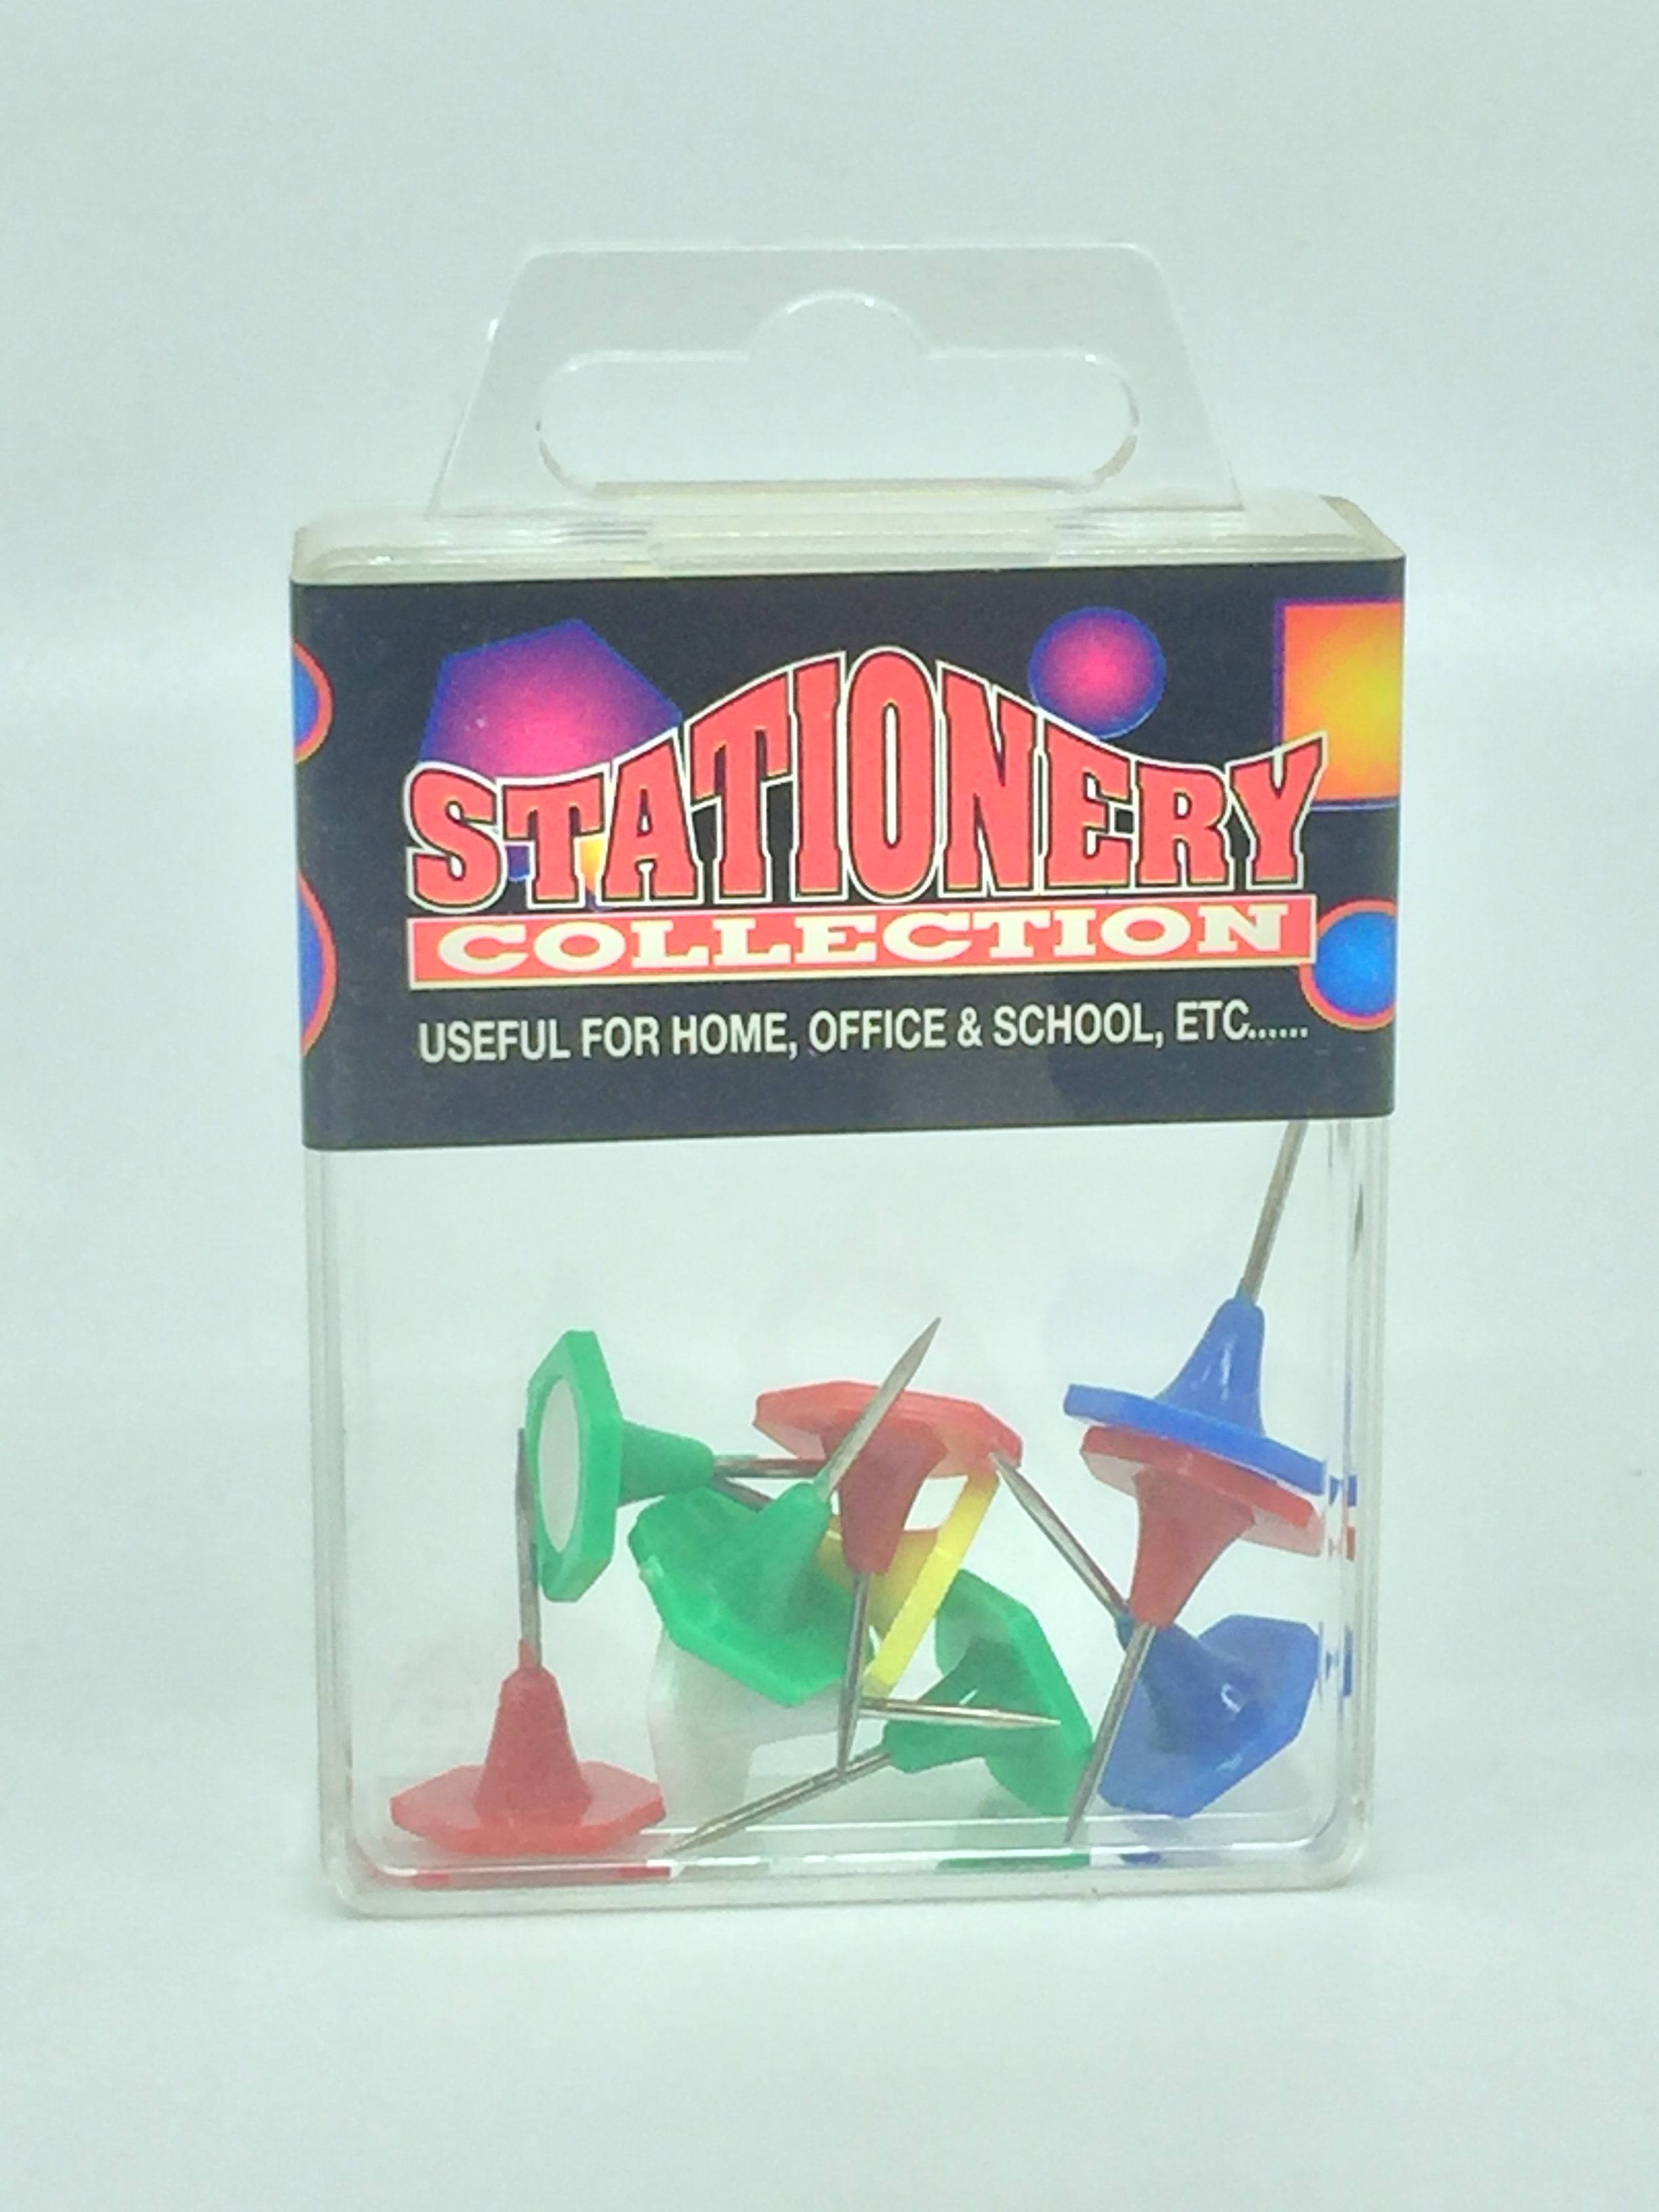 STATIONERY
COLLECTION
USEFUL FOR HOME, OFFICE & SCHOOL, ETC......